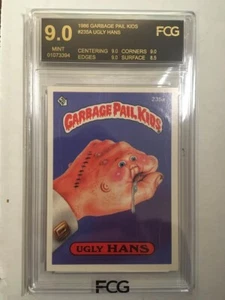 9.0
MINT
01073394
1986 GARBAGE PAIL KIDS
#235A UGLY HANS
CENTERING 9.0 CORNERS 9.0
EDGES 9.0 SURFACE 8.5
FCG
235a
GARBAGE PAIL KIDS
UGLY HANS
FCG